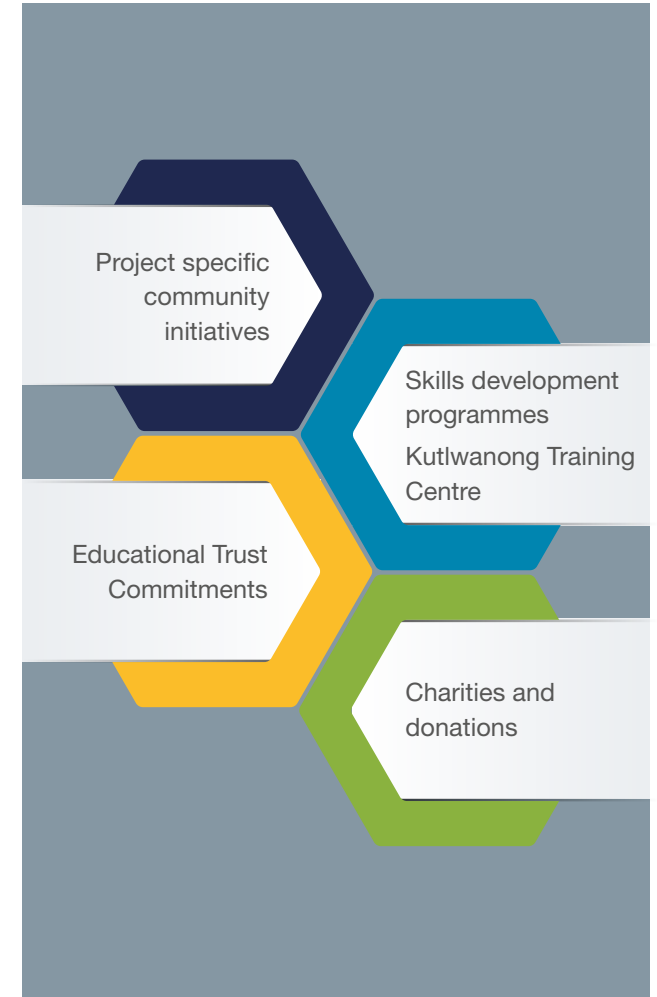 Project specific
community
initiatives
Skills development
programmes
Kutlwanong Training
Centre
Educational Trust
Commitments
Charities and
donations